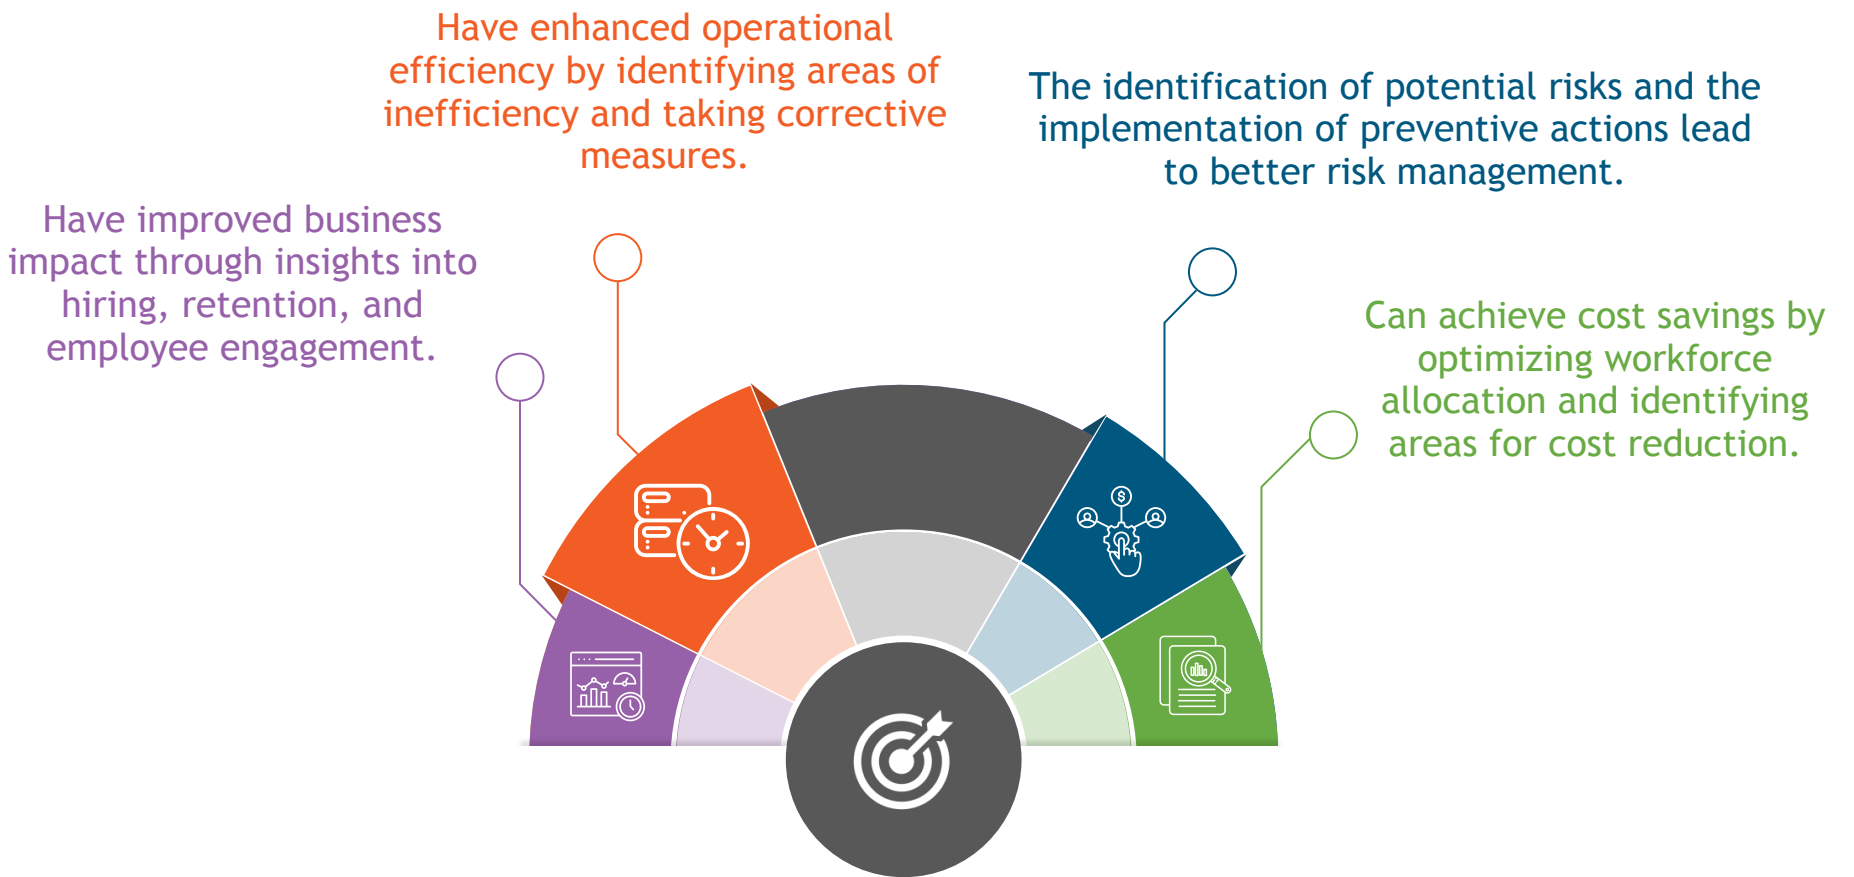 Have enhanced operational
efficiency by identifying areas of
inefficiency and taking corrective
measures.
The identification of potential risks and the
implementation of preventive actions lead
to better risk management.
Have improved business
impact through insights into
hiring, retention, and
employee engagement.
Can achieve cost savings by
optimizing workforce
allocation and identifying
areas for cost reduction.
$